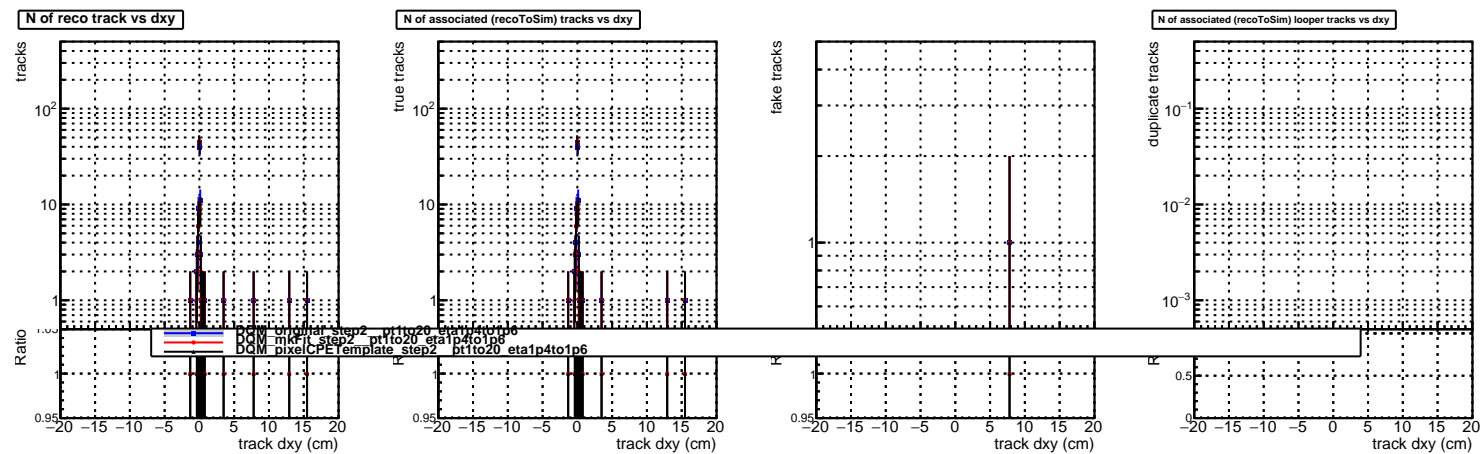 N of reco track vs dxy
N of associated (recoToSim) tracks vs dxy
N of associated (recoToSim) looper tracks vs dxy
tracks
10²
10
1
Ratio
1
0.95
−20 −15 −10 −5 0 5 10 15 20
track dxy (cm)
true tracks
10²
10
1
1
0.95
−20 −15 −10 −5 0 5 10 15 20
track dxy (cm)
fake tracks
1
1
0.95
−20 −15 −10 −5 0 5 10 15 20
track dxy (cm)
duplicate tracks
10⁻¹
10⁻²
10⁻³
0.5
0
−20 −15 −10 −5 0 5 10 15 20
track dxy (cm)
DQM_original_step2__pt1to20_eta1p4to1p6
DQM_mkFit_step2__pt1to20_eta1p4to1p6
DQM_pixelCPETemplate_step2__pt1to20_eta1p4to1p6